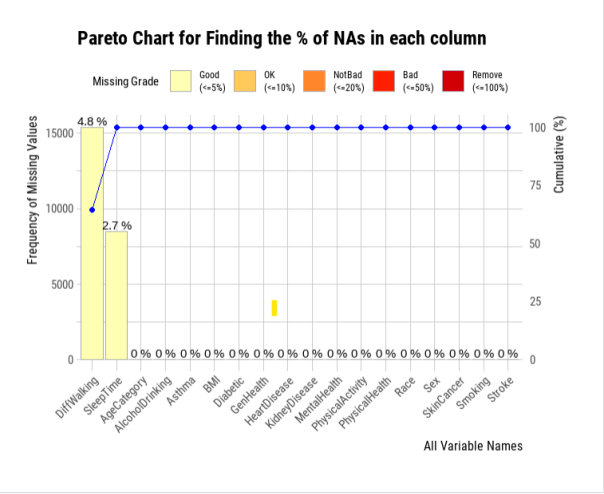 Pareto Chart for Finding the % of NAs in each column
Missing Grade
Good
(<=5%)
OK
(<=10%)
NotBad
(<=20%)
Bad
(<=50%)
Remove
(<=100%)
Frequency of Missing Values
15000
10000
5000
0
4.8 %
2.7 %
0 % 0 % 0 % 0 % 0 % 0 % 0 % 0 % 0 % 0 % 0 % 0 % 0 % 0 % 0 % 0 %
100
75
50
25
0
Cumulative (%)
DiffWalking
SleepTime
AgeCategory
AlcoholDrinking
Asthma
BMI
Diabetic
GenHealth
HeartDisease
KidneyDisease
MentalHealth
PhysicalActivity
PhysicalHealth
Race
Sex
SkinCancer
Smoking
Stroke
All Variable Names